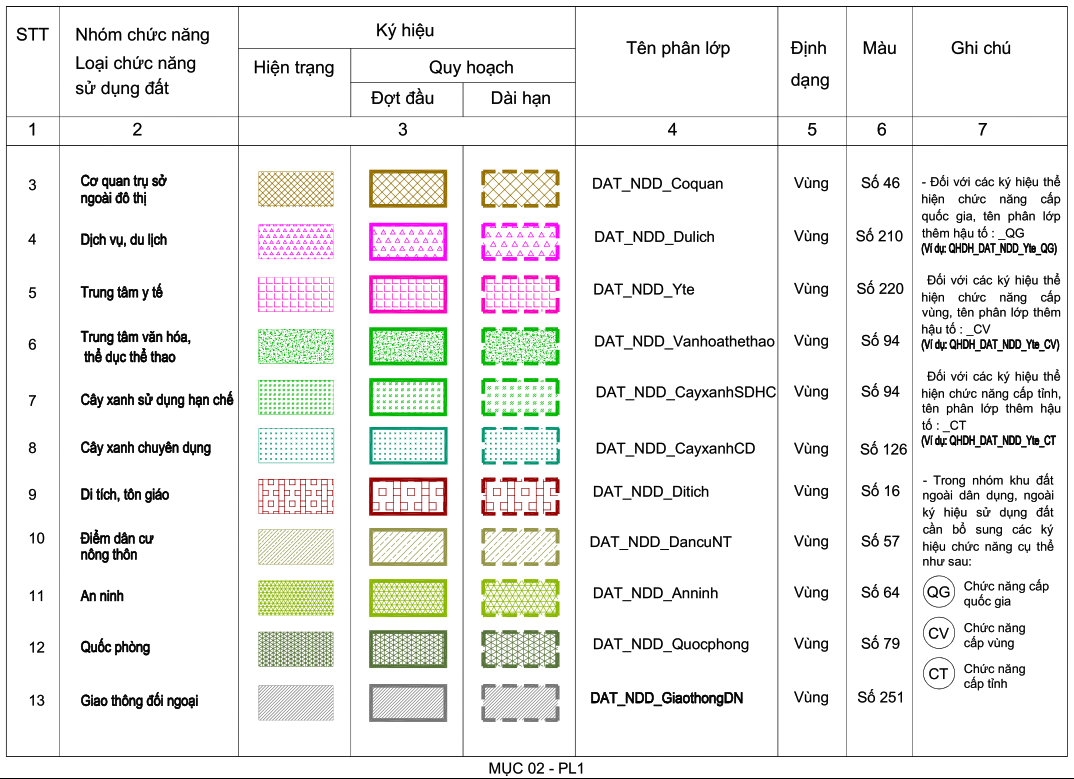 STT
Nhóm chức năng
Loại chức năng
sử dụng đất
Ký hiệu
Hiện trạng
Quy hoạch
Đợt đầu
Dài hạn
Tên phân lớp
Định
dạng
Màu
Ghi chú
1
2
3
4
5
6
7
3
Cơ quan trụ sở
ngoài đô thị
DAT_NDD_Coquan
Vùng
Số 46
4
Dịch vụ, du lịch
DAT_NDD_Dulich
Vùng
Số 210
5
Trung tâm y tế
DAT_NDD_Yte
Vùng
Số 220
6
Trung tâm văn hóa,
thể dục thể thao
DAT_NDD_Vanhoathethao
Vùng
Số 94
7
Cây xanh sử dụng hạn chế
DAT_NDD_CayxanhSDHC
Vùng
Số 94
8
Cây xanh chuyên dụng
DAT_NDD_CayxanhCD
Vùng
Số 126
9
Di tích, tôn giáo
DAT_NDD_Ditich
Vùng
Số 16
10
Điểm dân cư
nông thôn
DAT_NDD_DancuNT
Vùng
Số 57
11
An ninh
DAT_NDD_Anninh
Vùng
Số 64
12
Quốc phòng
DAT_NDD_Quocphong
Vùng
Số 79
13
Giao thông đối ngoại
DAT_NDD_GiaothongDN
Vùng
Số 251
- Đối với các ký hiệu thể
hiện chức năng cấp
quốc gia, tên phân lớp
thêm hậu tố : _QG
(Ví dụ: QHDH_DAT_NDD_Yte_QG)
Đối với các ký hiệu thể
hiện chức năng cấp
vùng, tên phân lớp thêm
hậu tố : _CV
(Ví dụ: QHDH_DAT_NDD_Yte_CV)
Đối với các ký hiệu thể
hiện chức năng cấp tỉnh,
tên phân lớp thêm hậu
tố : _CT
(Ví dụ: QHDH_DAT_NDD_Yte_CT
- Trong nhóm khu đất
ngoài dân dụng, ngoài
ký hiệu sử dụng đất
cần bổ sung các ký
hiệu chức năng cụ thể
như sau:
QG
Chức năng cấp
quốc gia
CV
Chức năng
cấp vùng
CT
Chức năng
cấp tỉnh
MỤC 02 - PL1